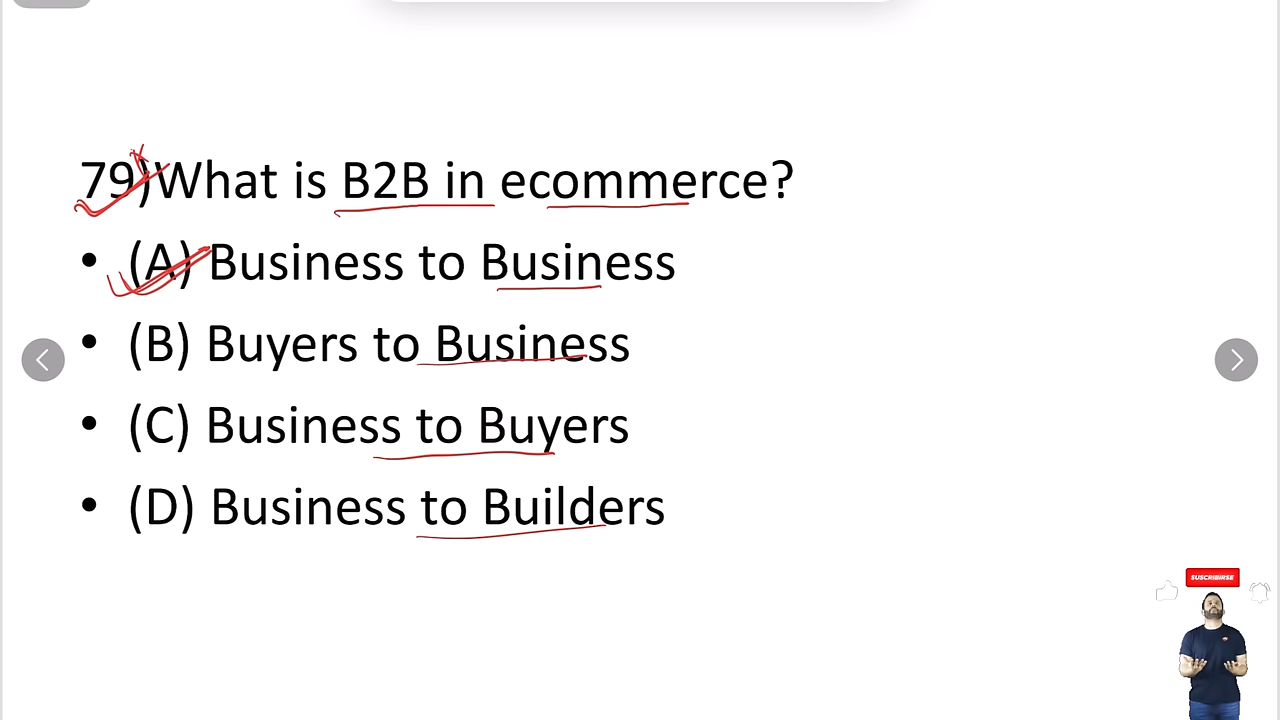 79)What is B2B in ecommerce?
• (A) Business to Business
• (B) Buyers to Business
• (C) Business to Buyers
• (D) Business to Builders
SUSCRIBIRSE